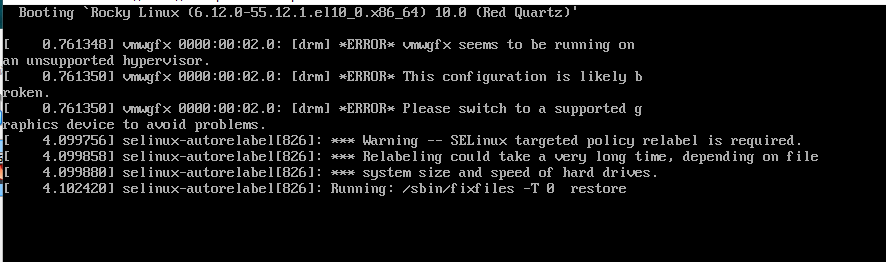 Booting `Rocky Linux (6.12.0-55.12.1.el10_0.x86_64) 10.0 (Red Quartz)'
[    0.761348] vmwgfx 0000:00:02.0: [drm] *ERROR* vmwgfx seems to be running on
an unsupported hypervisor.
[    0.761350] vmwgfx 0000:00:02.0: [drm] *ERROR* This configuration is likely b
roken.
[    0.761350] vmwgfx 0000:00:02.0: [drm] *ERROR* Please switch to a supported g
raphics device to avoid problems.
[    4.099756] selinux-autorelabel[826]: *** Warning -- SELinux targeted policy relabel is required.
[    4.099858] selinux-autorelabel[826]: *** Relabeling could take a very long time, depending on file
[    4.099880] selinux-autorelabel[826]: *** system size and speed of hard drives.
[    4.102420] selinux-autorelabel[826]: Running: /sbin/fixfiles -T 0  restore